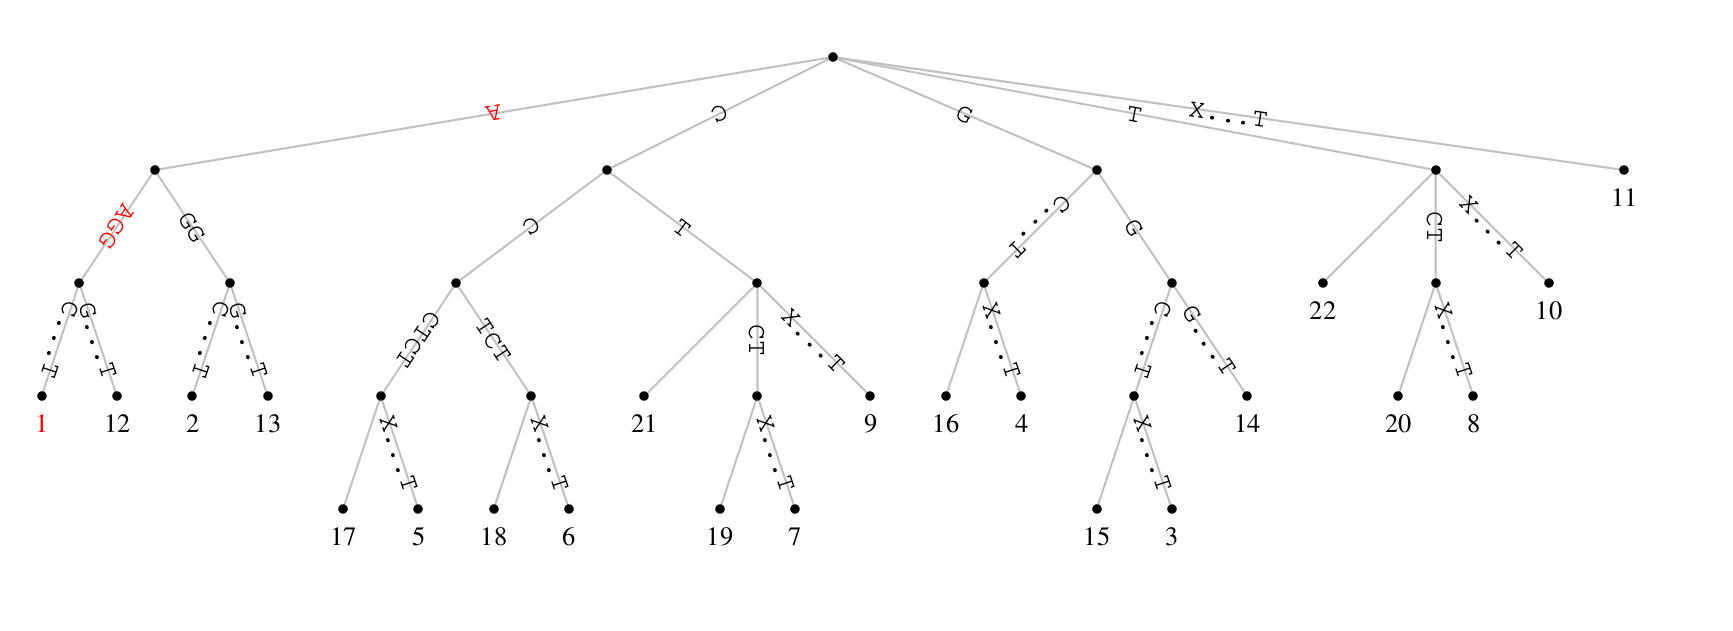 A C G T X....T
11
AGG GG C T C....T G CT X....T
22 10
C....T G....T C....T G....T CTCT TCT CT X....T X....T C....T G....T X....T
1 12 2 13 21 9 16 4 14 20 8
X....T X....T X....T X....T
17 5 18 6 19 7 15 3